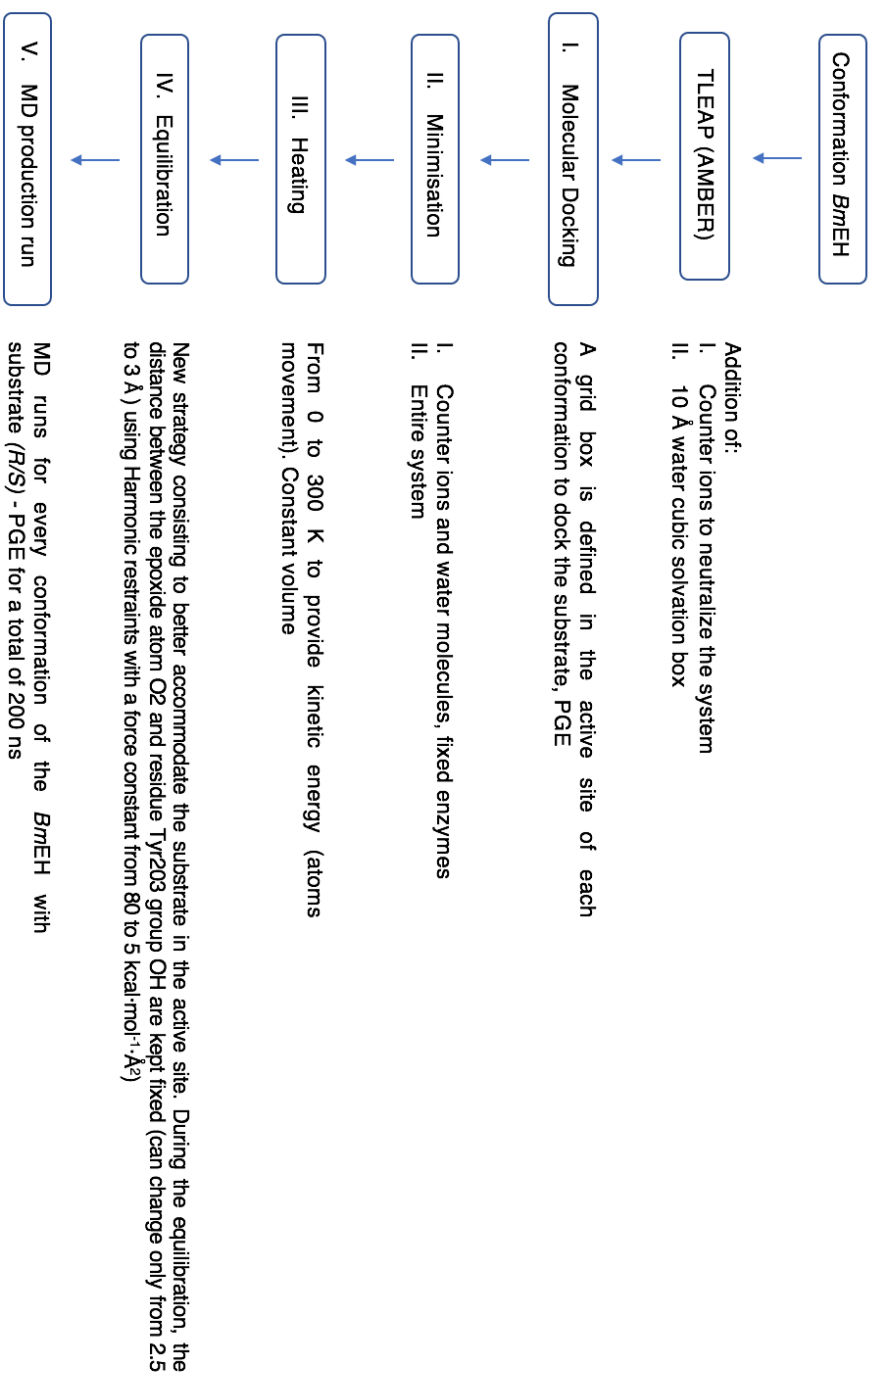 Conformation BmEH
TLEAP (AMBER)
Addition of:
I. Counter ions to neutralize the system
II. 10 Å water cubic solvation box
I. Molecular Docking
A grid box is defined in the active site of each
conformation to dock the substrate, PGE
II. Minimisation
I. Counter ions and water molecules, fixed enzymes
II. Entire system
III. Heating
From 0 to 300 K to provide kinetic energy (atoms
movement). Constant volume
IV. Equilibration
New strategy consisting to better accommodate the substrate in the active site. During the equilibration, the
distance between the epoxide atom O2 and residue Tyr203 group OH are kept fixed (can change only from 2.5
to 3 Å) using Harmonic restraints with a force constant from 80 to 5 kcal·mol⁻¹·Å²)
V. MD production run
MD runs for every conformation of the BmEH with
substrate (R/S) - PGE for a total of 200 ns